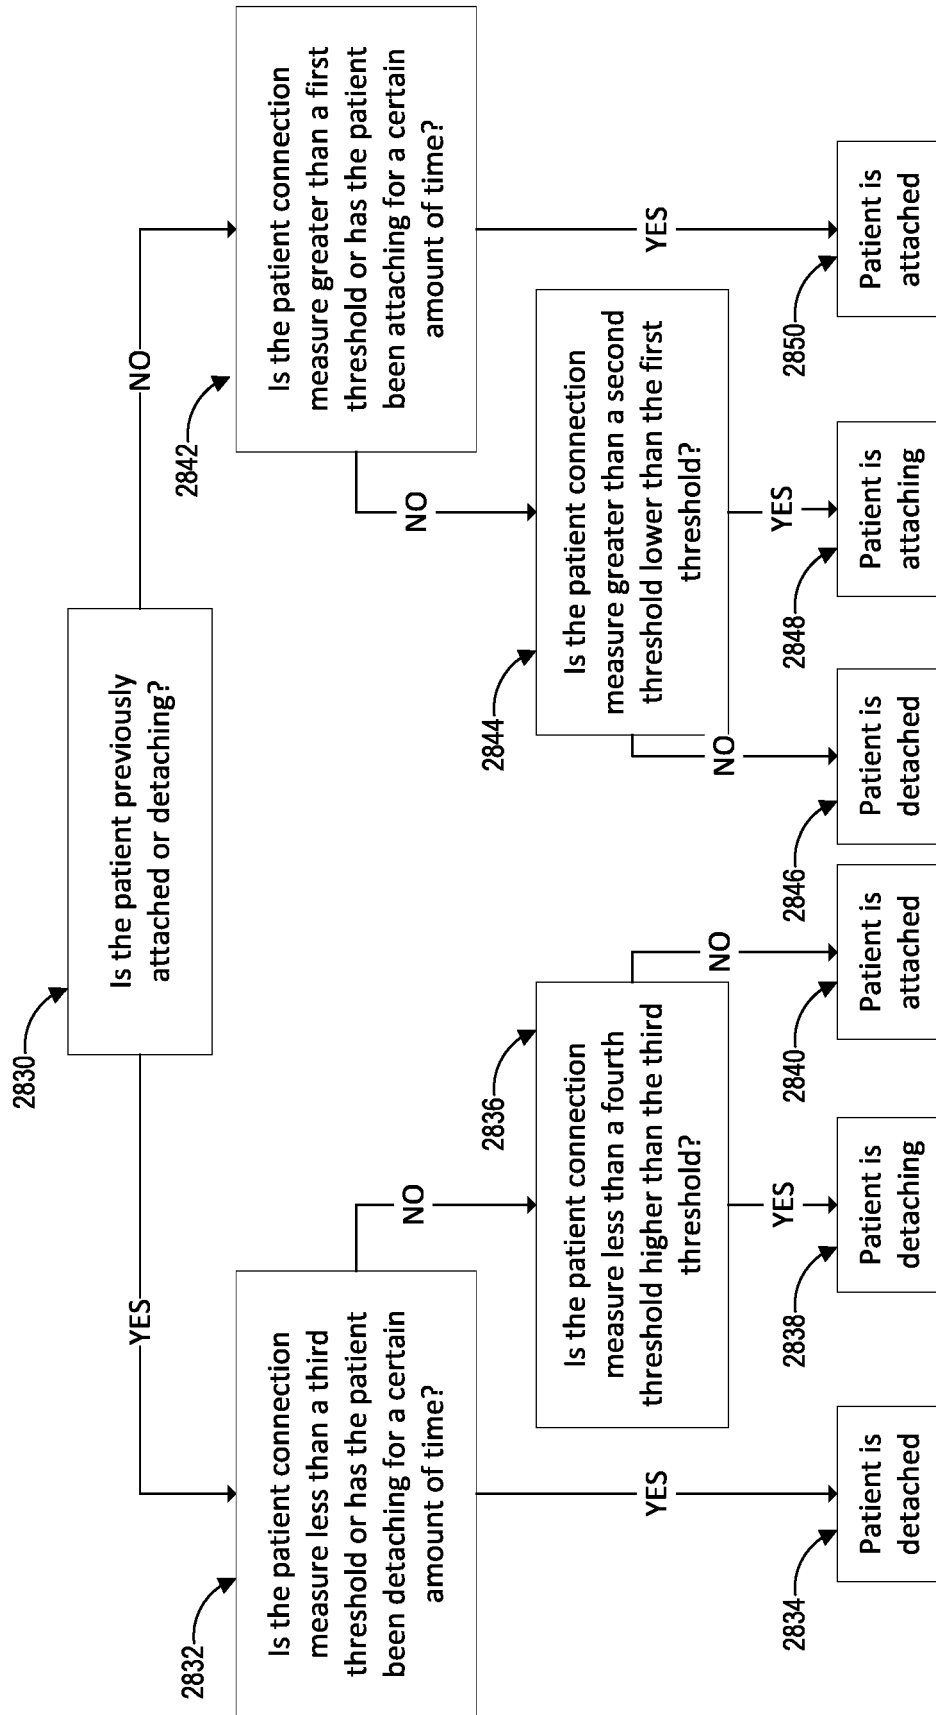 2830
Is the patient previously
attached or detaching?
YES
NO
2832
Is the patient connection
measure less than a third
threshold or has the patient
been detaching for a certain
amount of time?
2842
Is the patient connection
measure greater than a first
threshold or has the patient
been attaching for a certain
amount of time?
NO
NO
2836
Is the patient connection
measure less than a fourth
threshold higher than the third
threshold?
2844
Is the patient connection
measure greater than a second
threshold lower than the first
threshold?
YES
YES
NO
NO
YES
YES
2834
Patient is
detached
2838
Patient is
detaching
2840
Patient is
attached
2846
Patient is
detached
2848
Patient is
attaching
2850
Patient is
attached